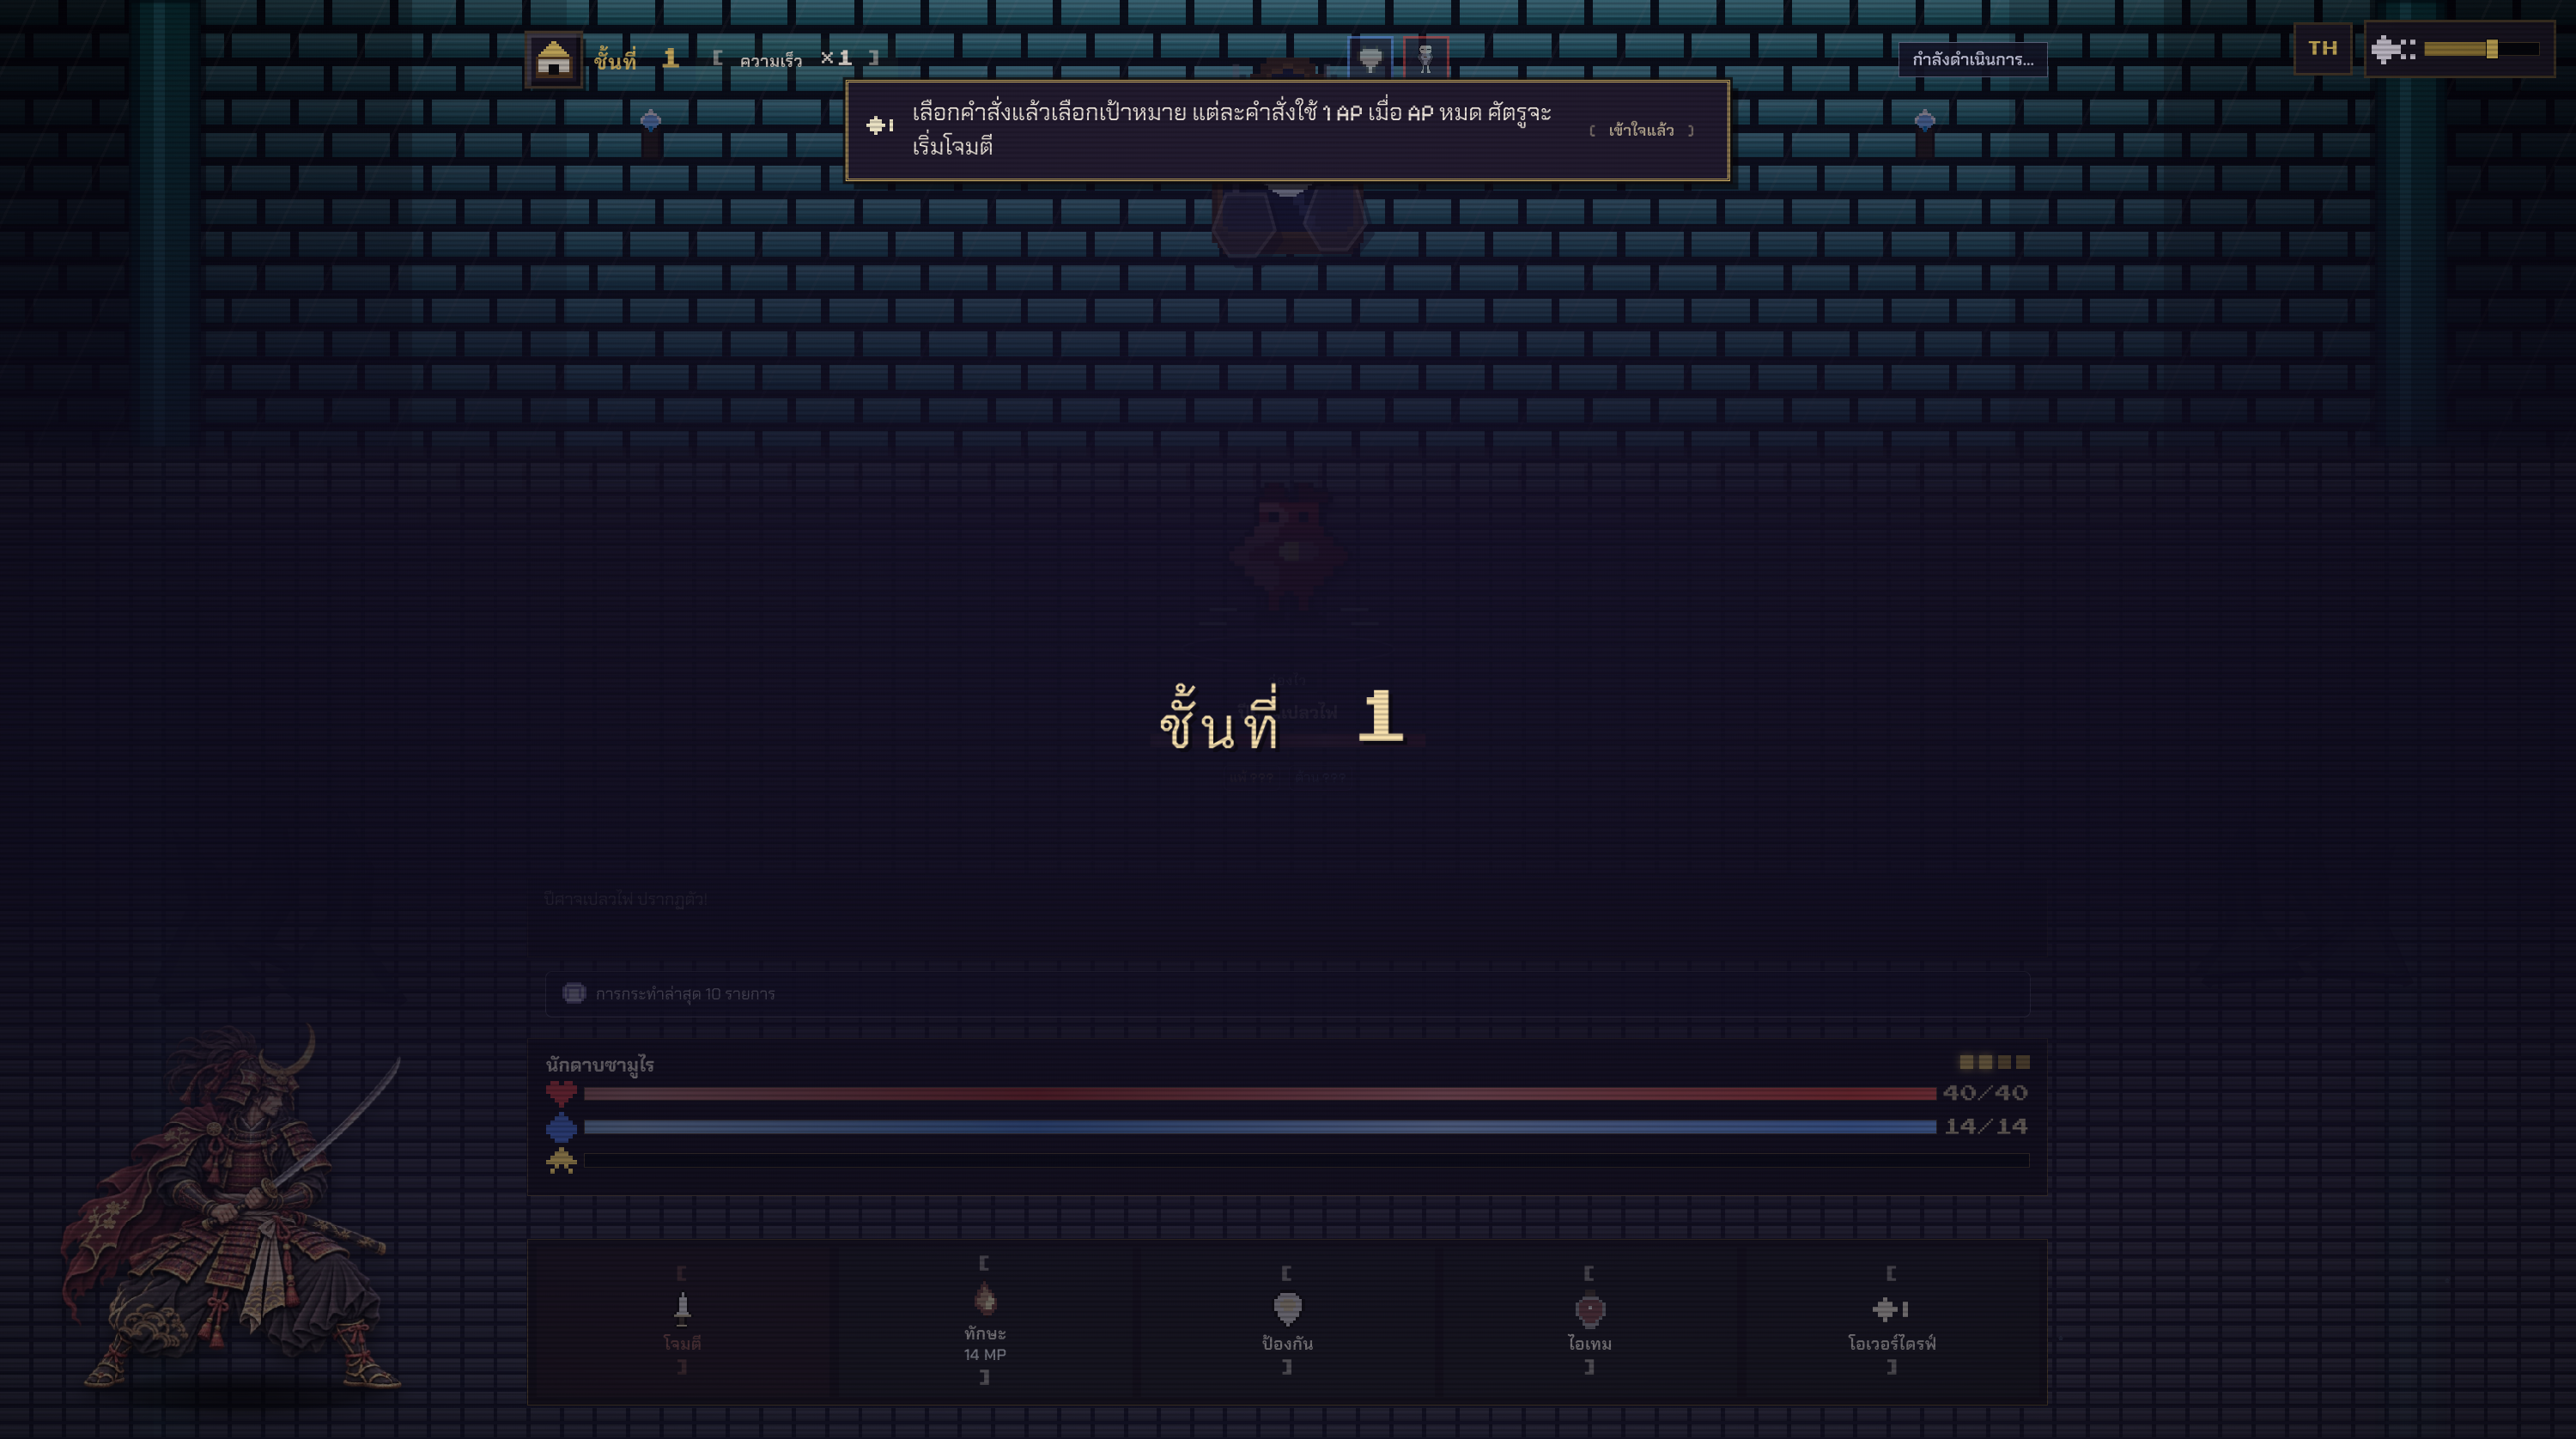 ชั้นที่ 1 [ ความเร็ว ×1 ]
กำลังดำเนินการ...
TH
เลือกคำสั่งแล้วเลือกเป้าหมาย แต่ละคำสั่งใช้ 1 AP เมื่อ AP หมด ศัตรูจะ
เริ่มโจมตี
[ เข้าใจแล้ว ]
ชั้นที่ 1
ปีศาจเปลวไฟ ปรากฏตัว!
การกระทำล่าสุด 10 รายการ
นักดาบซามูไร
40/40
14/14
[ โจมตี ]
[ ทักษะ
14 MP ]
[ ป้องกัน ]
[ ไอเทม ]
[ โอเวอร์ไดรฟ์ ]